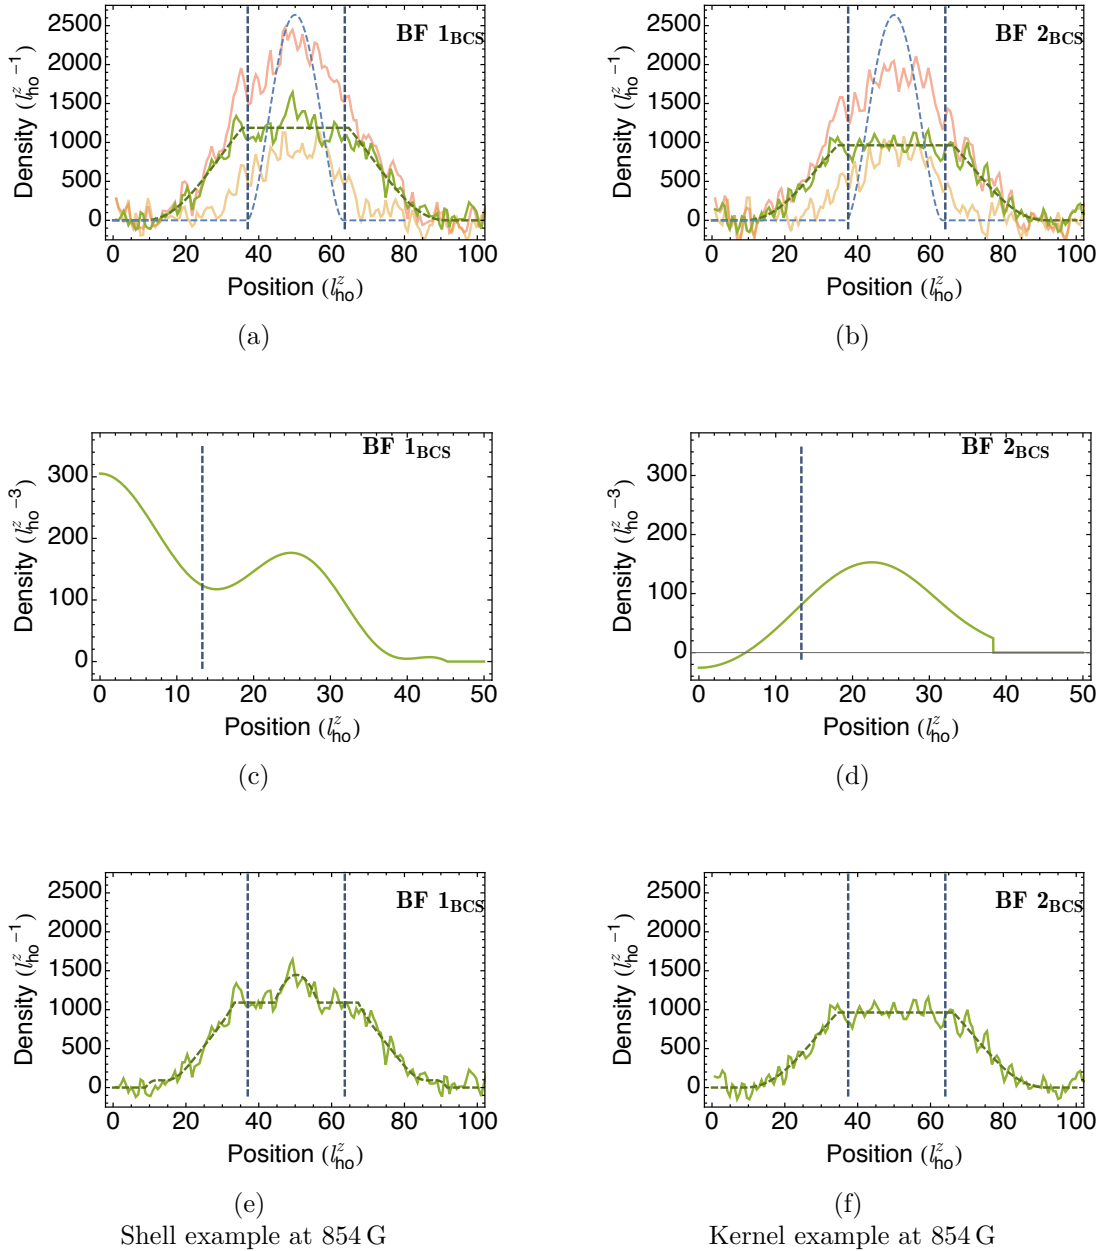 BF 1BCS
Density (l_ho^z −1)
2500
2000
1500
1000
500
0
0 20 40 60 80 100
Position (l_ho^z)
(a)
BF 2BCS
Density (l_ho^z −1)
2500
2000
1500
1000
500
0
0 20 40 60 80 100
Position (l_ho^z)
(b)
BF 1BCS
Density (l_ho^z −3)
300
200
100
0
0 10 20 30 40 50
Position (l_ho^z)
(c)
BF 2BCS
Density (l_ho^z −3)
300
200
100
0
0 10 20 30 40 50
Position (l_ho^z)
(d)
BF 1BCS
Density (l_ho^z −1)
2500
2000
1500
1000
500
0
0 20 40 60 80 100
Position (l_ho^z)
(e)
Shell example at 854 G
BF 2BCS
Density (l_ho^z −1)
2500
2000
1500
1000
500
0
0 20 40 60 80 100
Position (l_ho^z)
(f)
Kernel example at 854 G